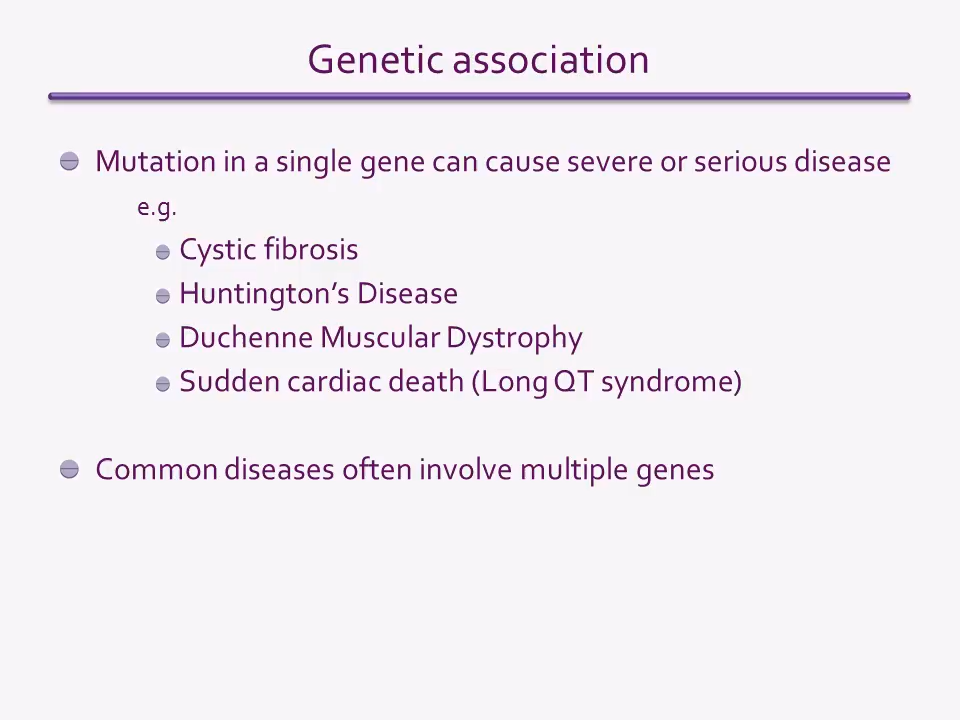 Genetic association
Mutation in a single gene can cause severe or serious disease
e.g.
Cystic fibrosis
Huntington’s Disease
Duchenne Muscular Dystrophy
Sudden cardiac death (Long QT syndrome)
Common diseases often involve multiple genes